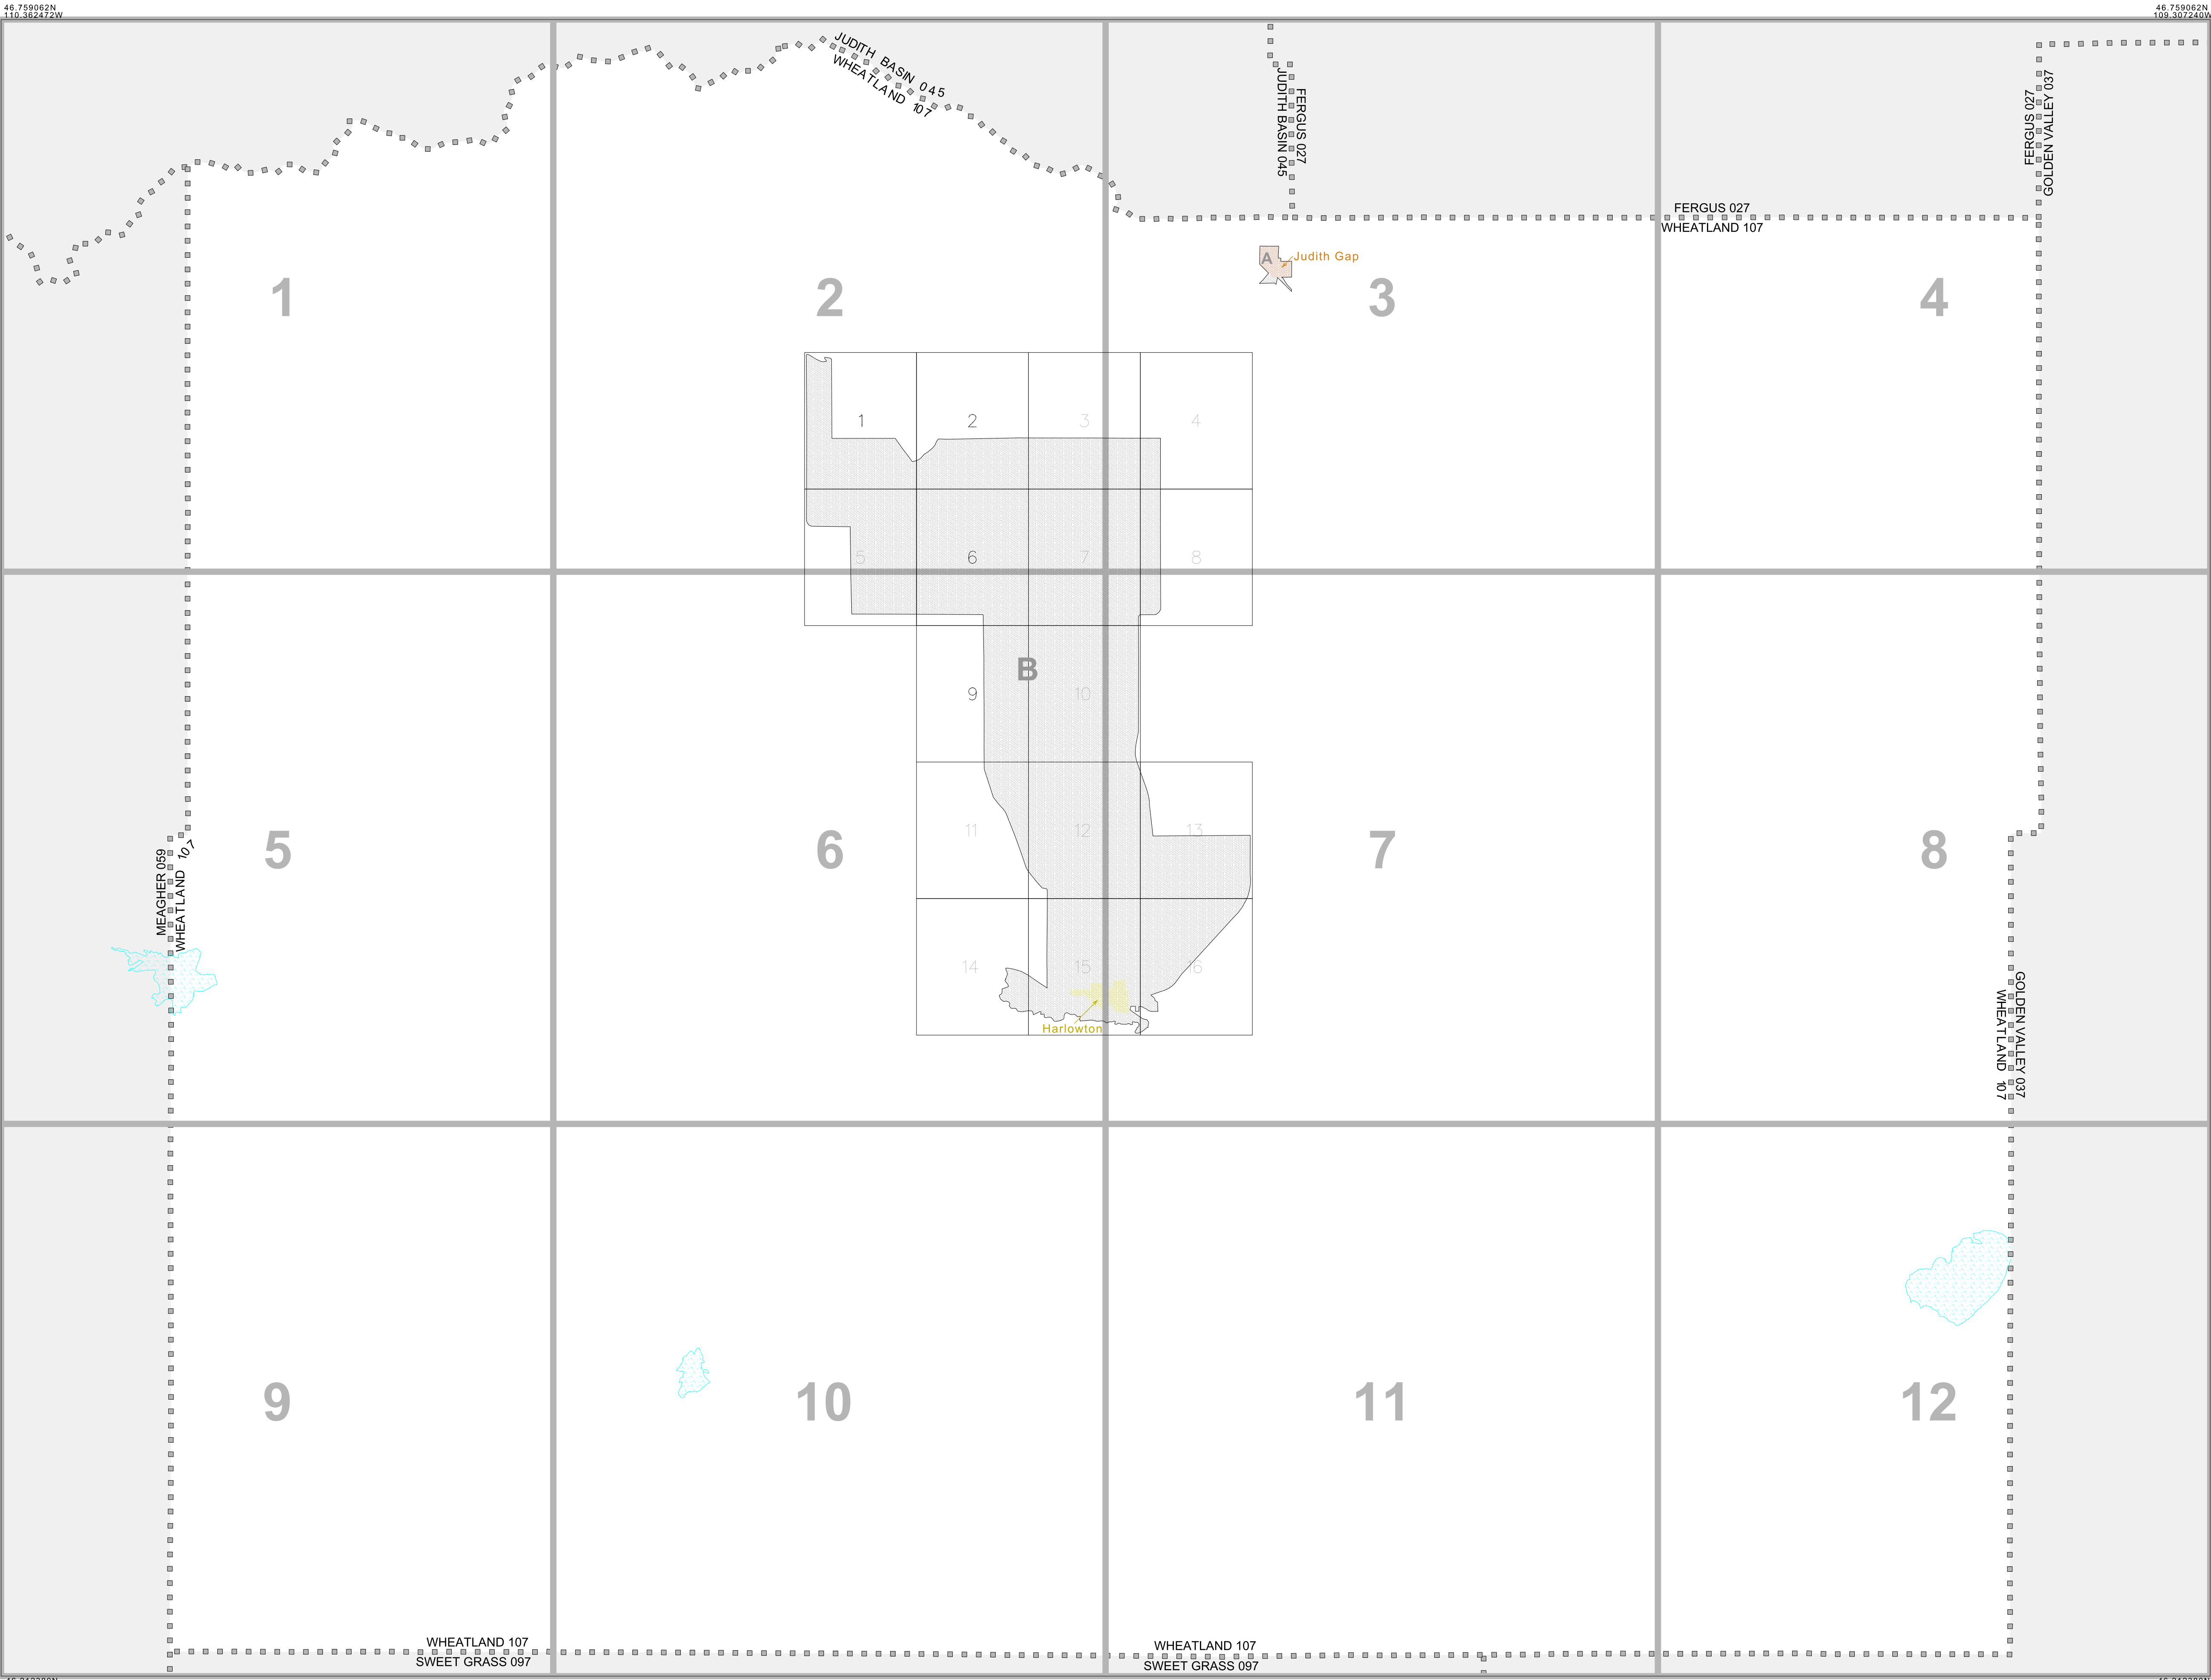 46.759062N
110.362472W
46.759062N
109.307240W
JUDITH BASIN 045
WHEATLAND 107
JUDITH BASIN 045
FERGUS 027
FERGUS 027
GOLDEN VALLEY 037
FERGUS 027
WHEATLAND 107
A
Judith Gap
1
2
3
4
1
2
3
4
5
6
7
8
B
9
10
11
12
13
MEAGHER 059
WHEATLAND 107
5
6
7
8
14
15
16
Harlowton
WHEATLAND 107
GOLDEN VALLEY 037
9
10
11
12
WHEATLAND 107
SWEET GRASS 097
WHEATLAND 107
SWEET GRASS 097